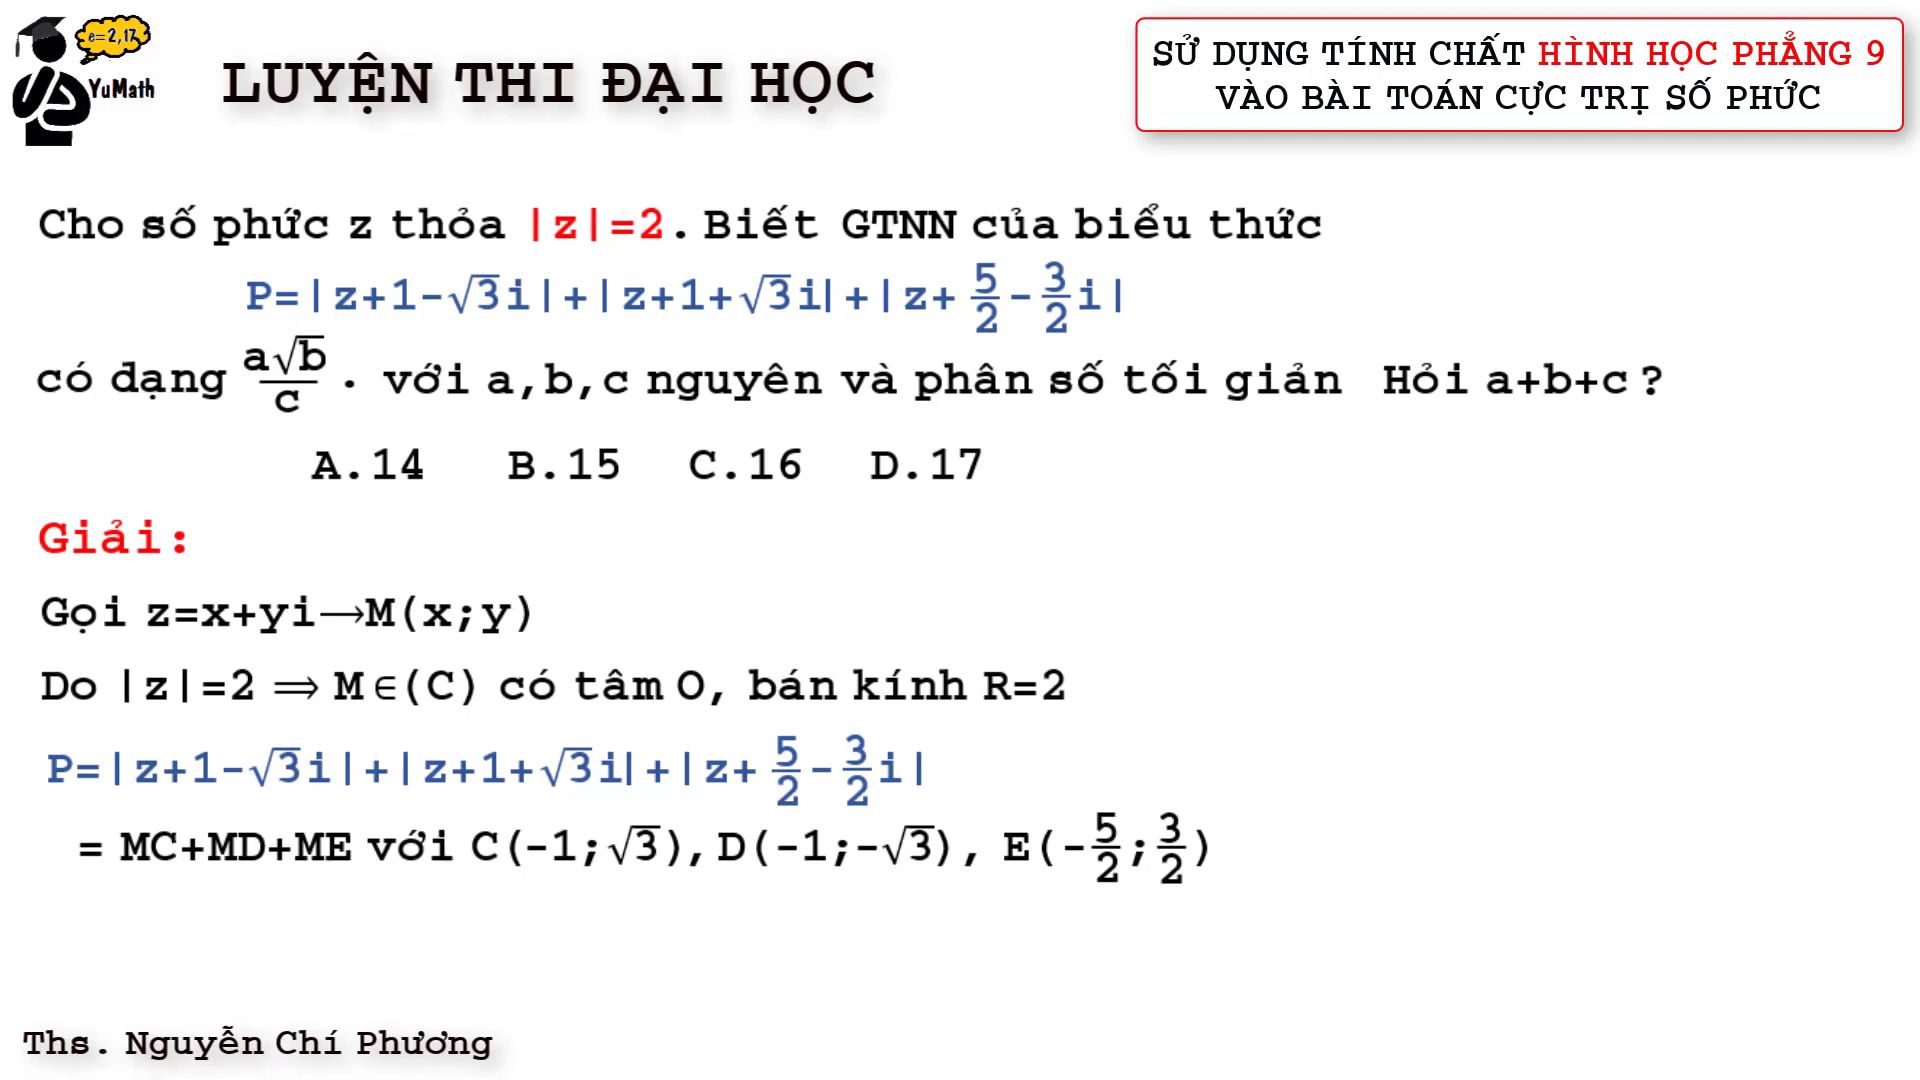 e=2,17
YuMath
LUYỆN THI ĐẠI HỌC
SỬ DỤNG TÍNH CHẤT HÌNH HỌC PHẲNG 9
VÀO BÀI TOÁN CỰC TRỊ SỐ PHỨC
Cho số phức z thỏa |z|=2. Biết GTNN của biểu thức
P=|z+1-√3i|+|z+1+√3i|+|z+5/2-3/2i|
có dạng a√b/c. với a,b,c nguyên và phân số tối giản Hỏi a+b+c?
A.14 B.15 C.16 D.17
Giải:
Gọi z=x+yi→M(x;y)
Do |z|=2 ⟹ M∈(C) có tâm O, bán kính R=2
P=|z+1-√3i|+|z+1+√3i|+|z+5/2-3/2i|
= MC+MD+ME với C(-1;√3),D(-1;-√3), E(-5/2;3/2)
Ths. Nguyễn Chí Phương